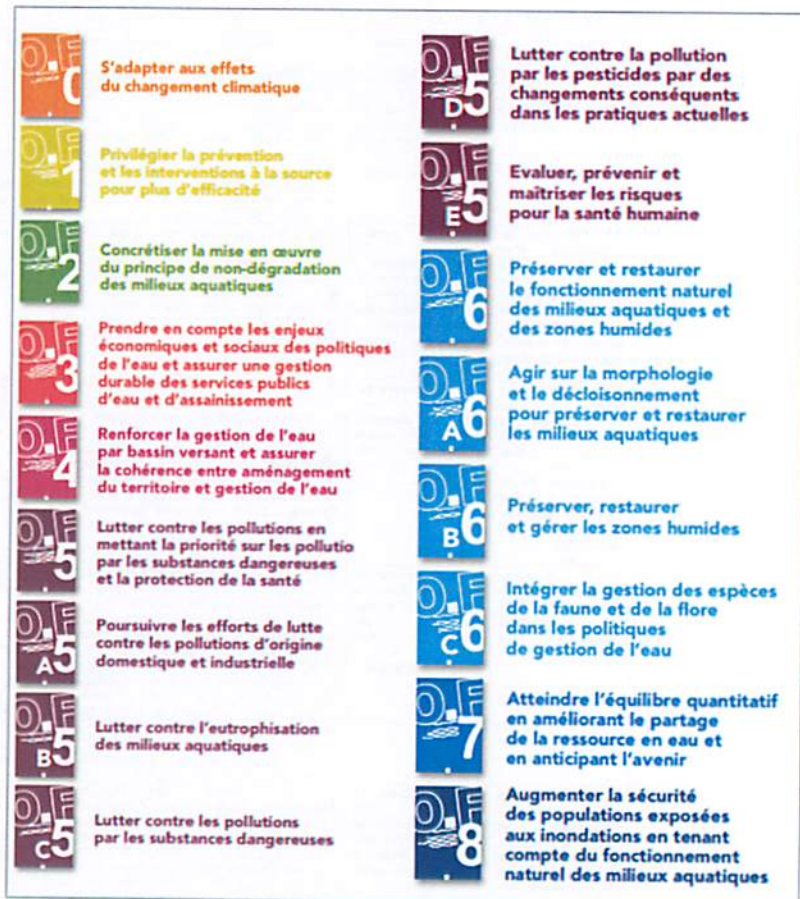 O.F
0
S'adapter aux effets
du changement climatique
O.F
1
Privilégier la prévention
et les interventions à la source
pour plus d'efficacité
O.F
2
Concrétiser la mise en œuvre
du principe de non-dégradation
des milieux aquatiques
O.F
3
Prendre en compte les enjeux
économiques et sociaux des politiques
de l'eau et assurer une gestion
durable des services publics
d'eau et d'assainissement
O.F
4
Renforcer la gestion de l'eau
par bassin versant et assurer
la cohérence entre aménagement
du territoire et gestion de l'eau
O.F
5
Lutter contre les pollutions en
mettant la priorité sur les pollutio
par les substances dangereuses
et la protection de la santé
O.F
A5
Poursuivre les efforts de lutte
contre les pollutions d'origine
domestique et industrielle
O.F
B5
Lutter contre l'eutrophisation
des milieux aquatiques
O.F
C5
Lutter contre les pollutions
par les substances dangereuses
O.F
D5
Lutter contre la pollution
par les pesticides par des
changements conséquents
dans les pratiques actuelles
O.F
E5
Evaluer, prévenir et
maîtriser les risques
pour la santé humaine
O.F
6
Préserver et restaurer
le fonctionnement naturel
des milieux aquatiques et
des zones humides
O.F
A6
Agir sur la morphologie
et le décloisonnement
pour préserver et restaurer
les milieux aquatiques
O.F
B6
Préserver, restaurer
et gérer les zones humides
O.F
C6
Intégrer la gestion des espèces
de la faune et de la flore
dans les politiques
de gestion de l'eau
O.F
7
Atteindre l'équilibre quantitatif
en améliorant le partage
de la ressource en eau et
en anticipant l'avenir
O.F
8
Augmenter la sécurité
des populations exposées
aux inondations en tenant
compte du fonctionnement
naturel des milieux aquatiques